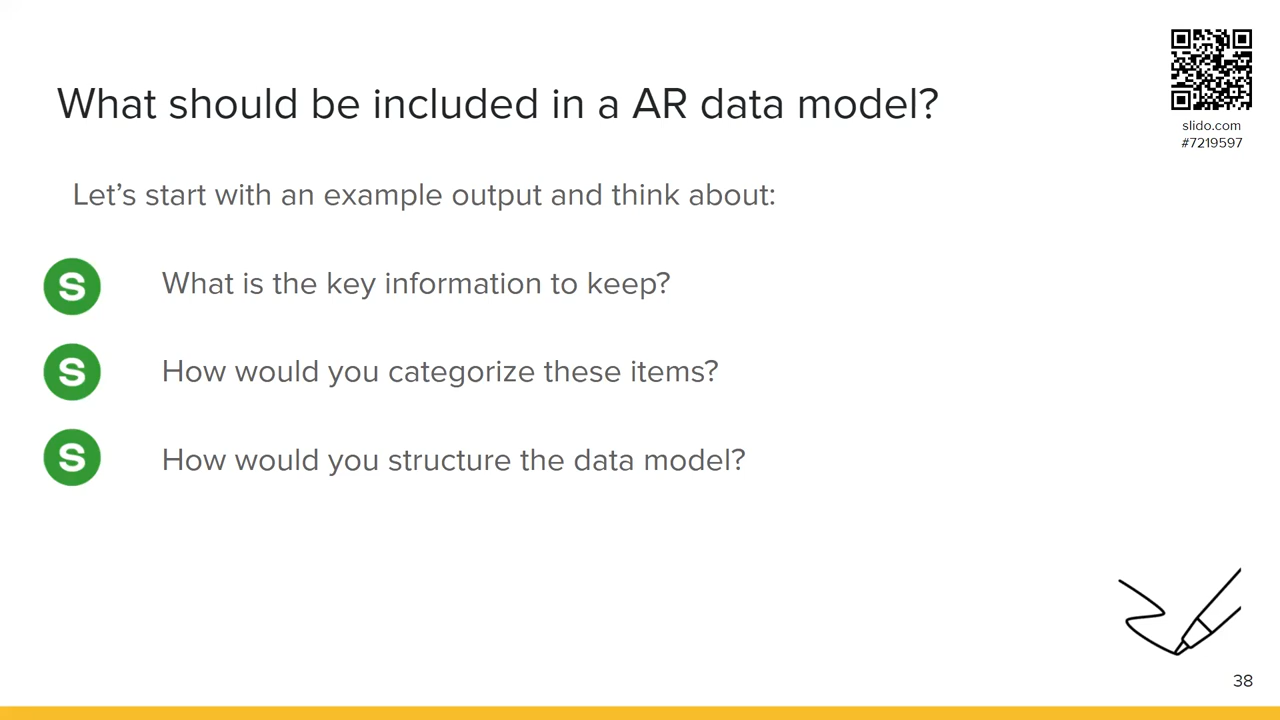 What should be included in a AR data model?
slido.com
#7219597
Let's start with an example output and think about:
S What is the key information to keep?
S How would you categorize these items?
S How would you structure the data model?
38